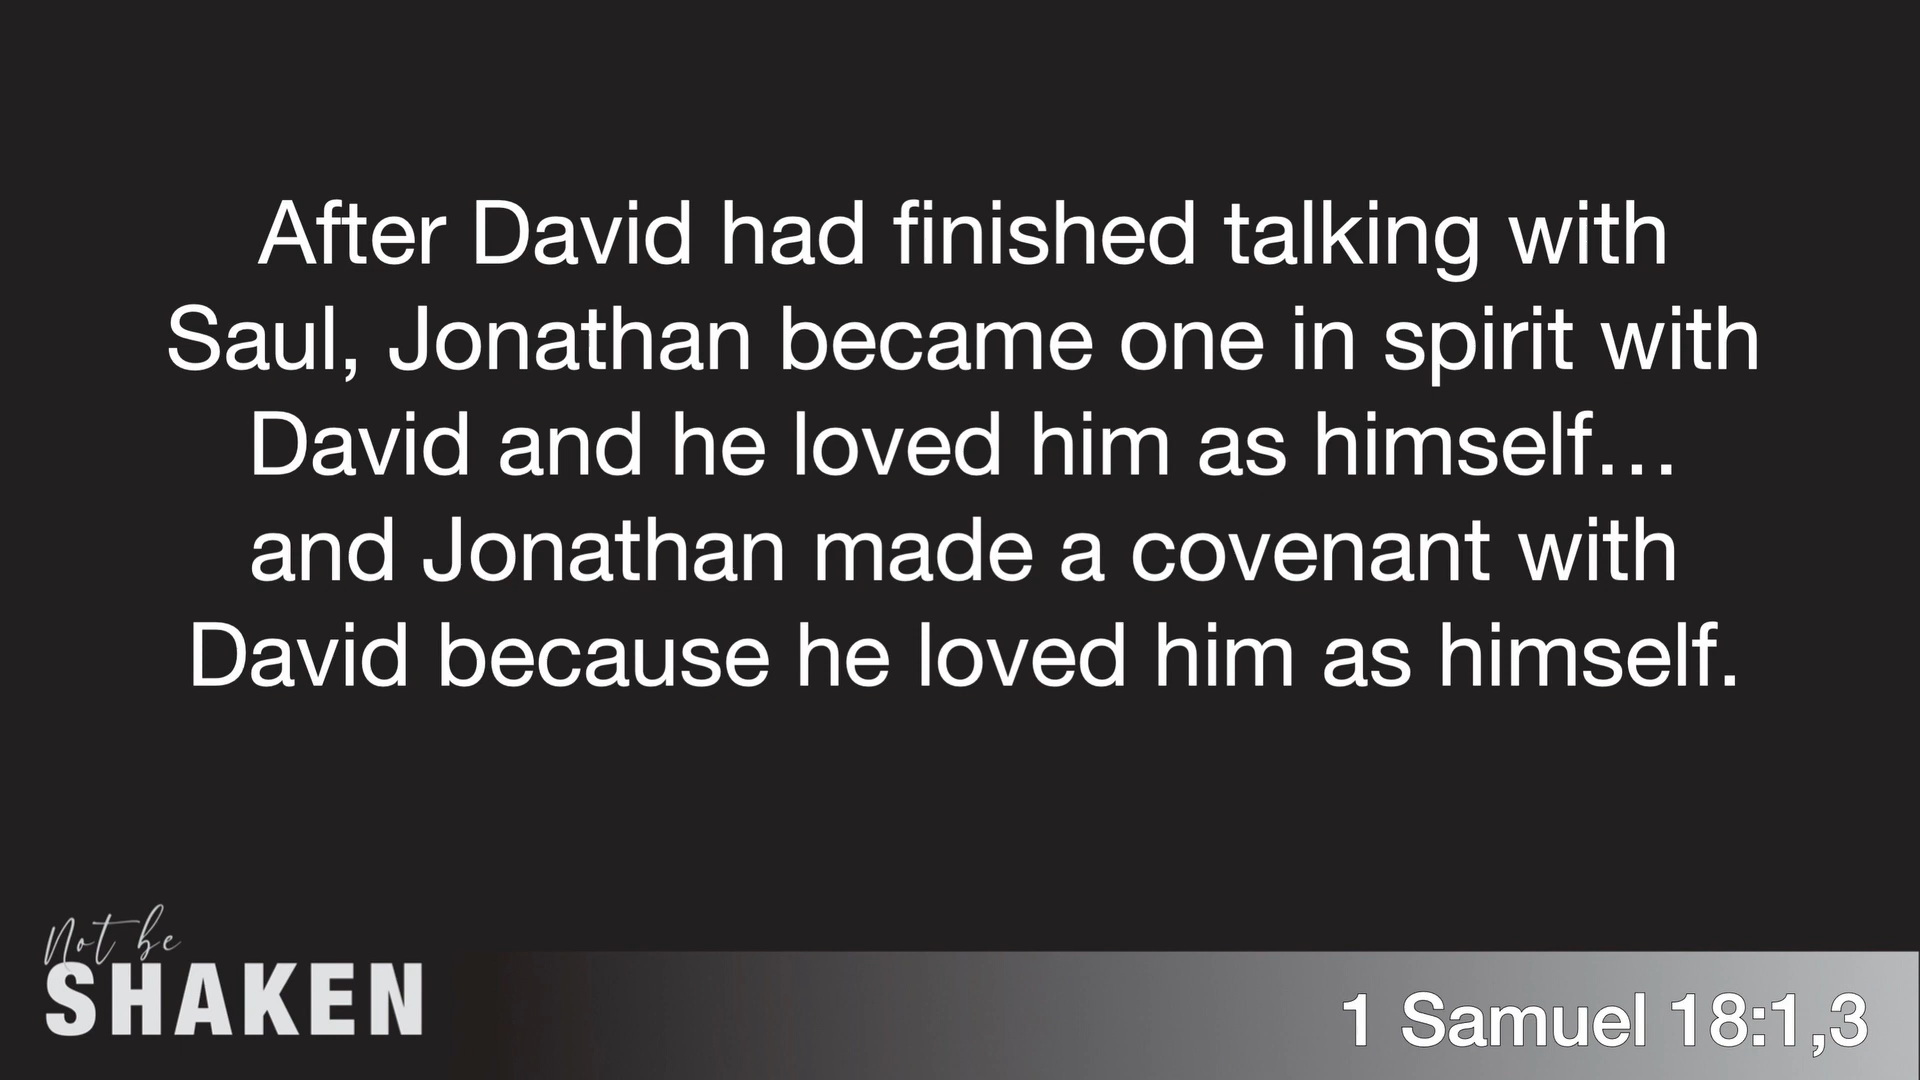 After David had finished talking with
Saul, Jonathan became one in spirit with
David and he loved him as himself…
and Jonathan made a covenant with
David because he loved him as himself.
Not be
SHAKEN
1 Samuel 18:1,3